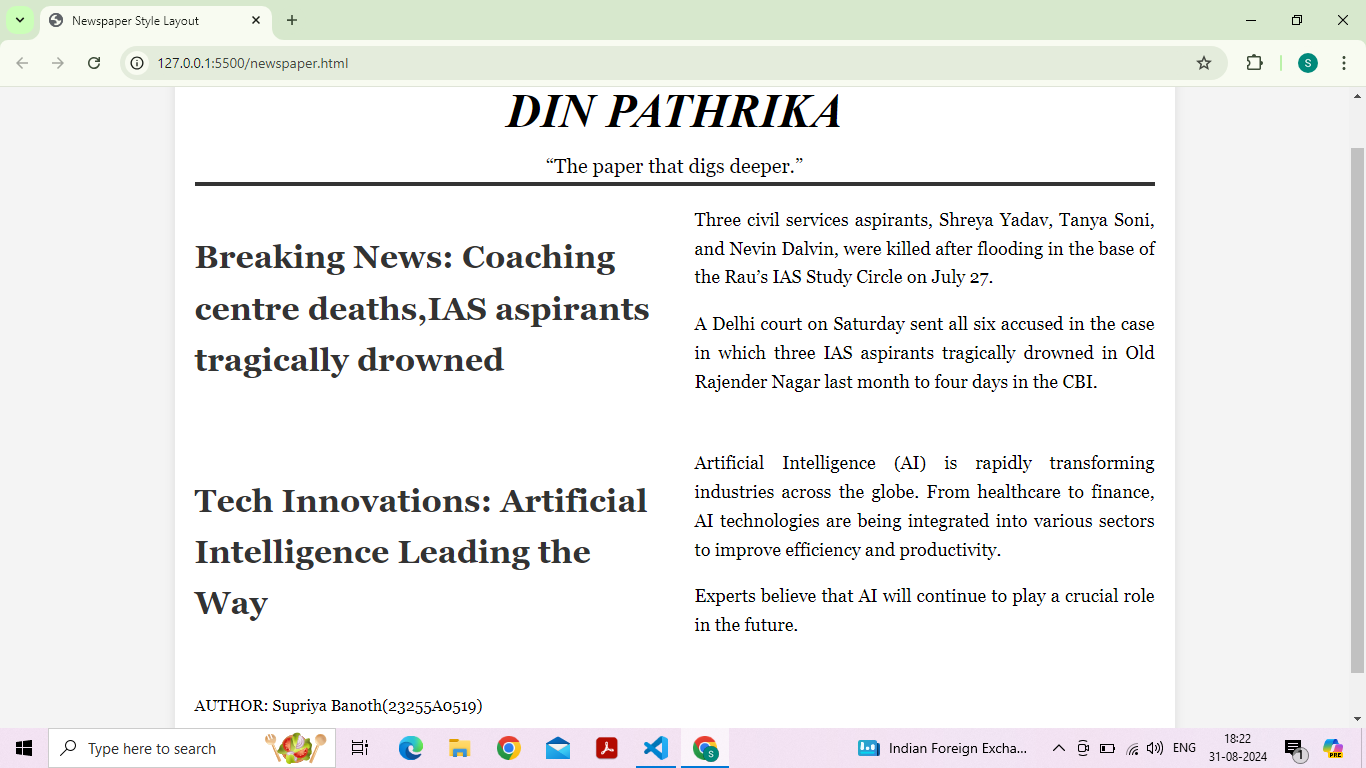 Newspaper Style Layout
127.0.0.1:5500/newspaper.html
S
DIN PATHRIKA
“The paper that digs deeper.”
Breaking News: Coaching
centre deaths,IAS aspirants
tragically drowned
Three civil services aspirants, Shreya Yadav, Tanya Soni,
and Nevin Dalvin, were killed after flooding in the base of
the Rau’s IAS Study Circle on July 27.
A Delhi court on Saturday sent all six accused in the case
in which three IAS aspirants tragically drowned in Old
Rajender Nagar last month to four days in the CBI.
Tech Innovations: Artificial
Intelligence Leading the
Way
Artificial Intelligence (AI) is rapidly transforming
industries across the globe. From healthcare to finance,
AI technologies are being integrated into various sectors
to improve efficiency and productivity.
Experts believe that AI will continue to play a crucial role
in the future.
AUTHOR: Supriya Banoth(23255A0519)
Type here to search
S
Indian Foreign Excha...
ENG
18:22
31-08-2024
1
PRE